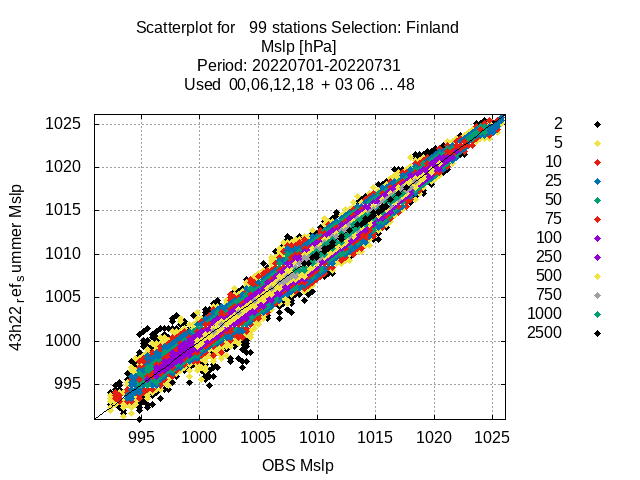 Scatterplot for   99 stations Selection: Finland
Mslp [hPa]
Period: 20220701-20220731
Used  00,06,12,18  + 03 06 ... 48
43h22ref_summer Mslp
1025
1020
1015
1010
1005
1000
995
995 1000 1005 1010 1015 1020 1025
OBS Mslp
2
5
10
25
50
75
100
250
500
750
1000
2500